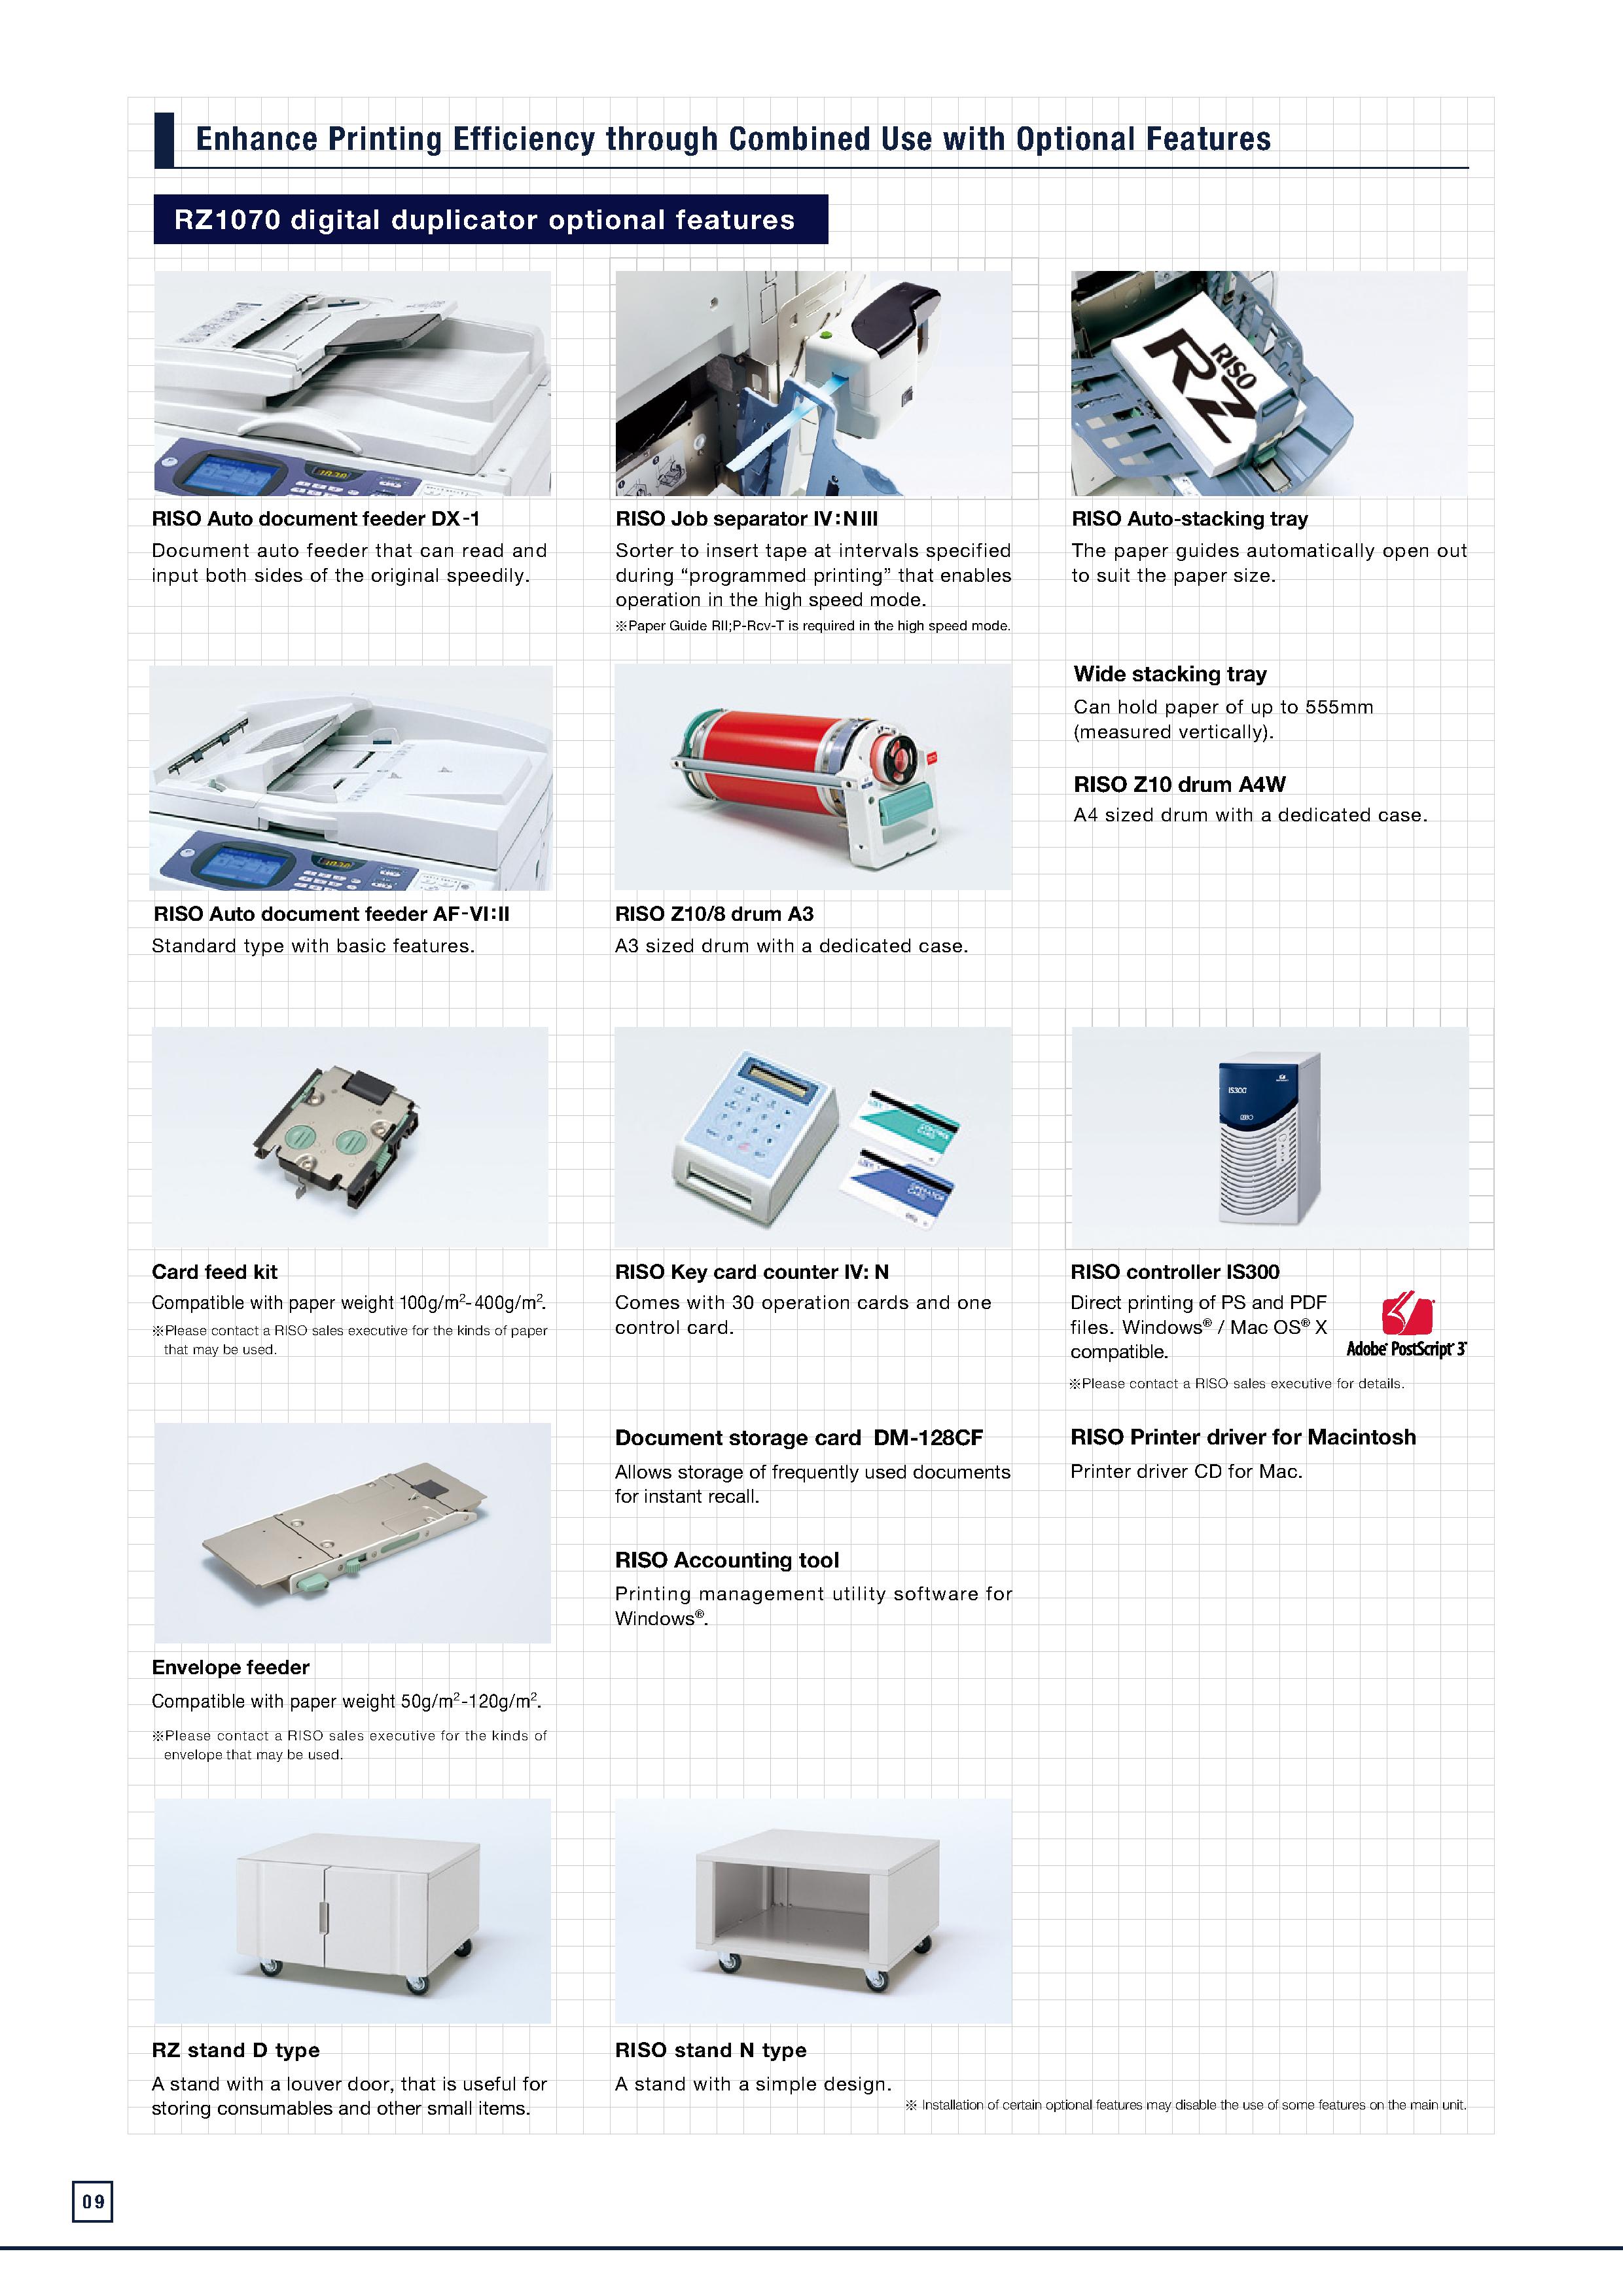 Enhance Printing Efficiency through Combined Use with Optional Features
RZ1070 digital duplicator optional features
RISO
RZ
RISO Auto document feeder DX-1
Document auto feeder that can read and
input both sides of the original speedily.
RISO Job separator IV:NIII
Sorter to insert tape at intervals specified
during “programmed printing” that enables
operation in the high speed mode.
※Paper Guide RII;P-Rcv-T is required in the high speed mode.
RISO Auto-stacking tray
The paper guides automatically open out
to suit the paper size.
RISO Auto document feeder AF-VI:II
Standard type with basic features.
RISO Z10/8 drum A3
A3 sized drum with a dedicated case.
Wide stacking tray
Can hold paper of up to 555mm
(measured vertically).
RISO Z10 drum A4W
A4 sized drum with a dedicated case.
Card feed kit
Compatible with paper weight 100g/m²-400g/m².
※Please contact a RISO sales executive for the kinds of paper
that may be used.
CONTROL
CARD
OPERATOR
CARD
RISO Key card counter IV: N
Comes with 30 operation cards and one
control card.
IS300
RISO controller IS300
Direct printing of PS and PDF
files. Windows® / Mac OS® X
compatible.
Adobe PostScript 3
※Please contact a RISO sales executive for details.
Envelope feeder
Compatible with paper weight 50g/m²-120g/m².
※Please contact a RISO sales executive for the kinds of
envelope that may be used.
Document storage card DM-128CF
Allows storage of frequently used documents
for instant recall.
RISO Accounting tool
Printing management utility software for
Windows®.
RISO Printer driver for Macintosh
Printer driver CD for Mac.
RZ stand D type
A stand with a louver door, that is useful for
storing consumables and other small items.
RISO stand N type
A stand with a simple design.
※ Installation of certain optional features may disable the use of some features on the main unit.
09